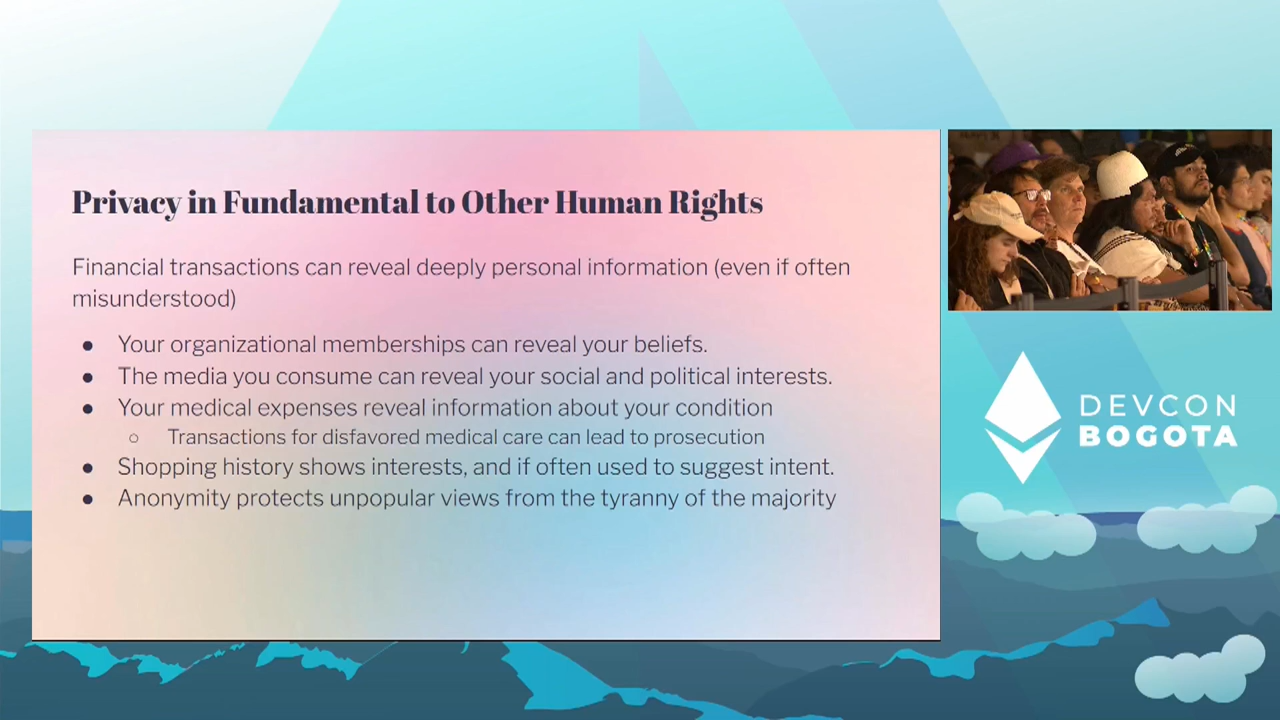 Privacy in Fundamental to Other Human Rights
Financial transactions can reveal deeply personal information (even if often
misunderstood)
● Your organizational memberships can reveal your beliefs.
● The media you consume can reveal your social and political interests.
● Your medical expenses reveal information about your condition
○ Transactions for disfavored medical care can lead to prosecution
● Shopping history shows interests, and if often used to suggest intent.
● Anonymity protects unpopular views from the tyranny of the majority
DEVCON
BOGOTA